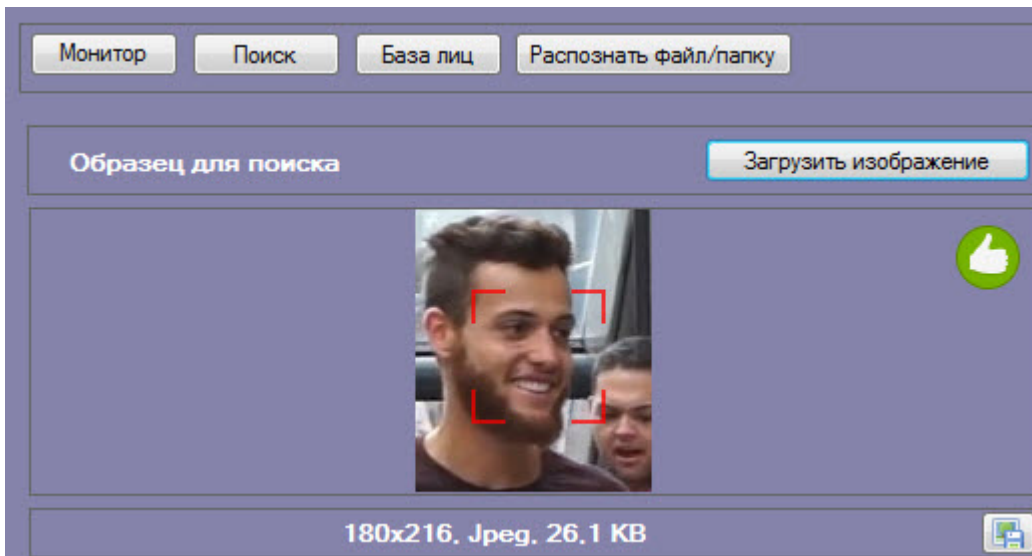 Монитор Поиск База лиц Распознать файл/папку
Образец для поиска Загрузить изображение
180x216, Jpeg, 26,1 KB